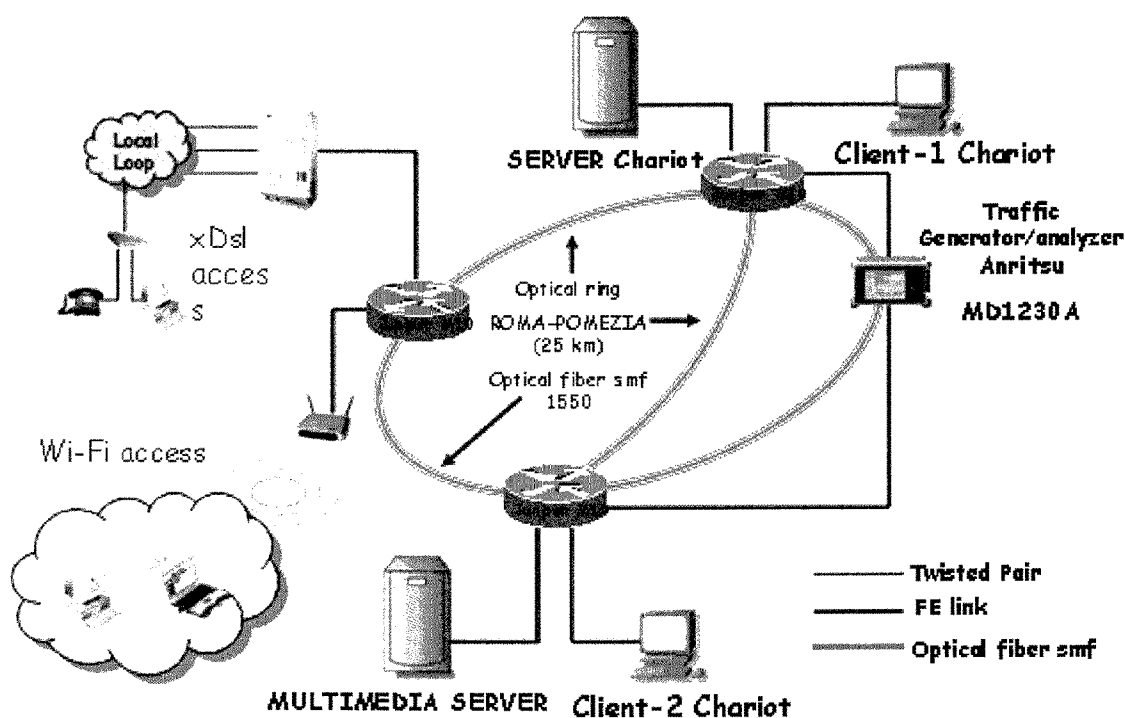 Local
Loop
SERVER Chariot
Client-1 Chariot
xDsl
acces
s
Traffic
Generator/analyzer
Anritsu
MD1230A
Optical ring
ROMA-POMEZIA
(25 km)
Optical fiber smf
1550
Wi-Fi access
Twisted Pair
FE link
Optical fiber smf
MULTIMEDIA SERVER
Client-2 Chariot